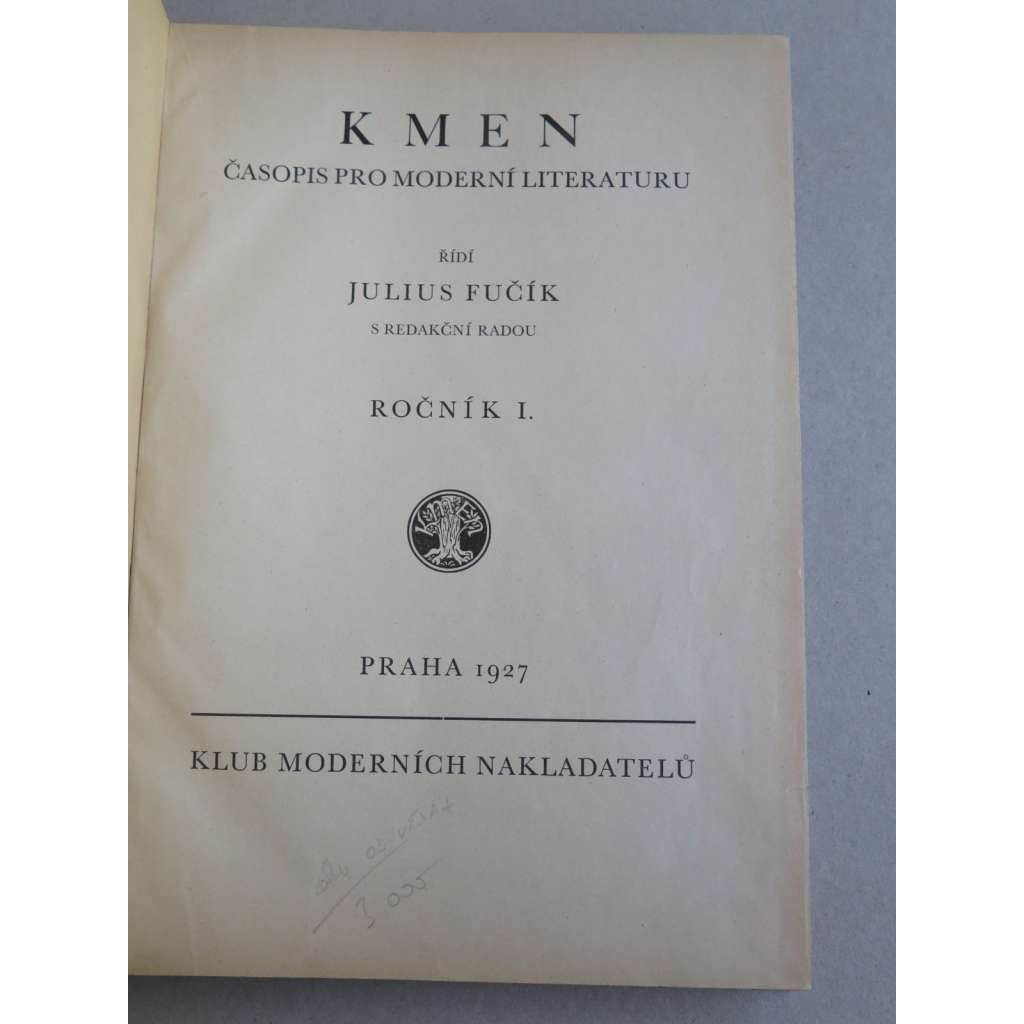 K M E N
ČASOPIS PRO MODERNÍ LITERATURU
ŘÍDÍ
JULIUS FUČÍK
S REDAKČNÍ RADOU
ROČNÍK I.
KMEN
PRAHA 1927
KLUB MODERNÍCH NAKLADATELŮ